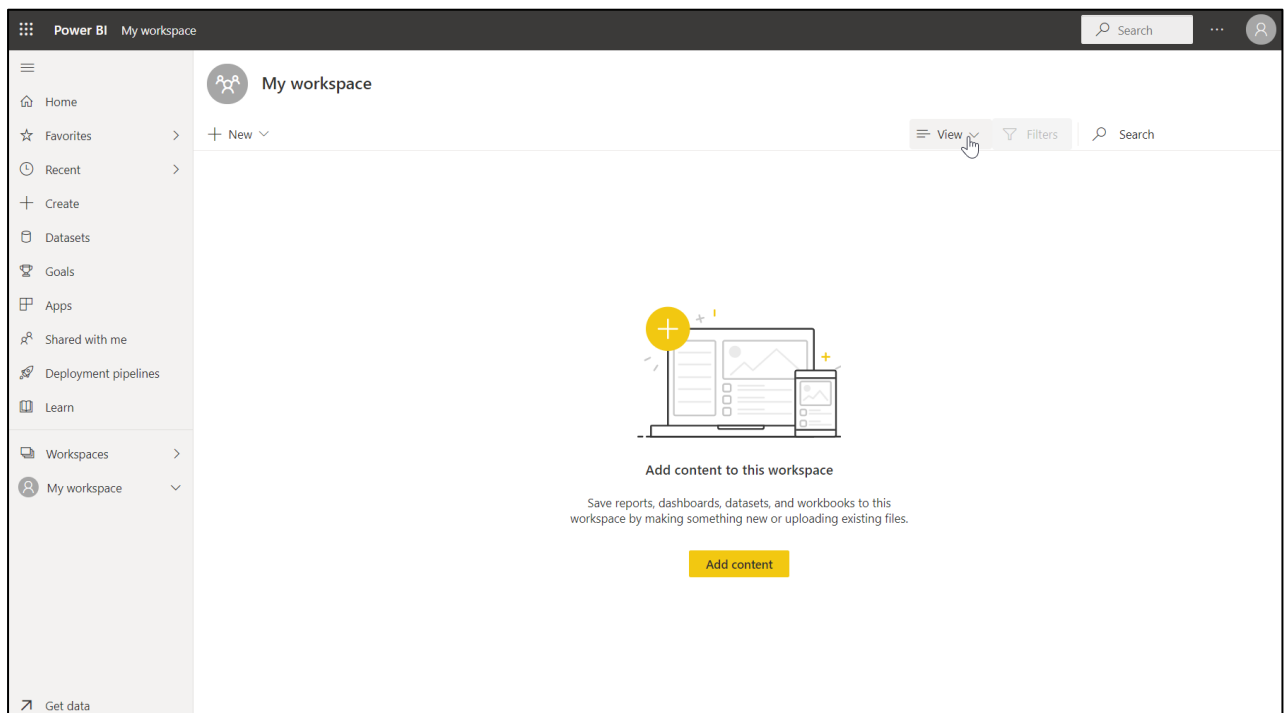 Power BI My workspace
Search
My workspace
New
View
Filters
Search
Home
Favorites
Recent
Create
Datasets
Goals
Apps
Shared with me
Deployment pipelines
Learn
Workspaces
My workspace
Get data
Add content to this workspace
Save reports, dashboards, datasets, and workbooks to this
workspace by making something new or uploading existing files.
Add content